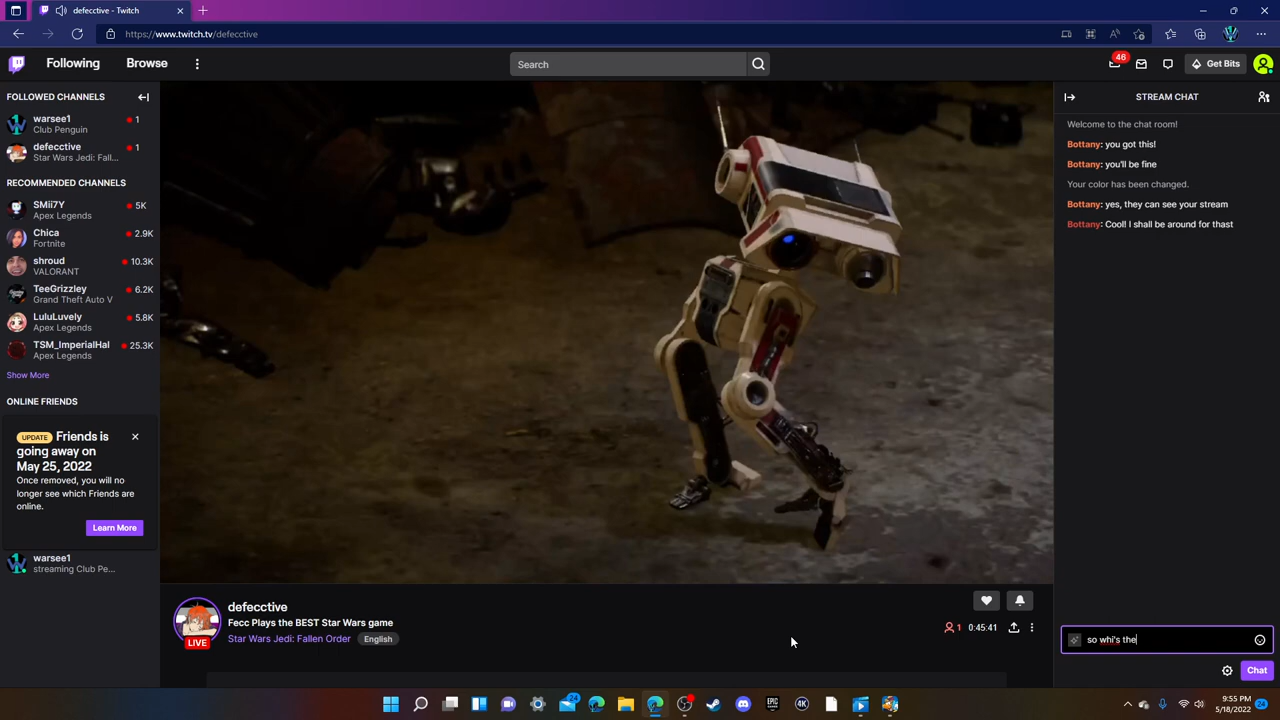 defecctive - Twitch
https://www.twitch.tv/defecctive
Following
Browse
Search
46
Get Bits
FOLLOWED CHANNELS
warsee1
Club Penguin
1
defecctive
Star Wars Jedi: Fall...
1
RECOMMENDED CHANNELS
SMii7Y
Apex Legends
5K
Chica
Fortnite
2.9K
shroud
VALORANT
10.3K
TeeGrizzley
Grand Theft Auto V
6.2K
LuluLuvely
Apex Legends
5.8K
TSM_ImperialHal
Apex Legends
25.3K
Show More
ONLINE FRIENDS
UPDATE Friends is
going away on
May 25, 2022
Once removed, you will no
longer see which Friends are
online.
Learn More
warsee1
streaming Club Pe...
LIVE
defecctive
Fecc Plays the BEST Star Wars game
Star Wars Jedi: Fallen Order
English
1
0:45:41
STREAM CHAT
Welcome to the chat room!
Bottany: you got this!
Bottany: you'll be fine
Your color has been changed.
Bottany: yes, they can see your stream
Bottany: Cool! I shall be around for thast
so whi's the
Chat
24
4K
9:55 PM
5/18/2022
24